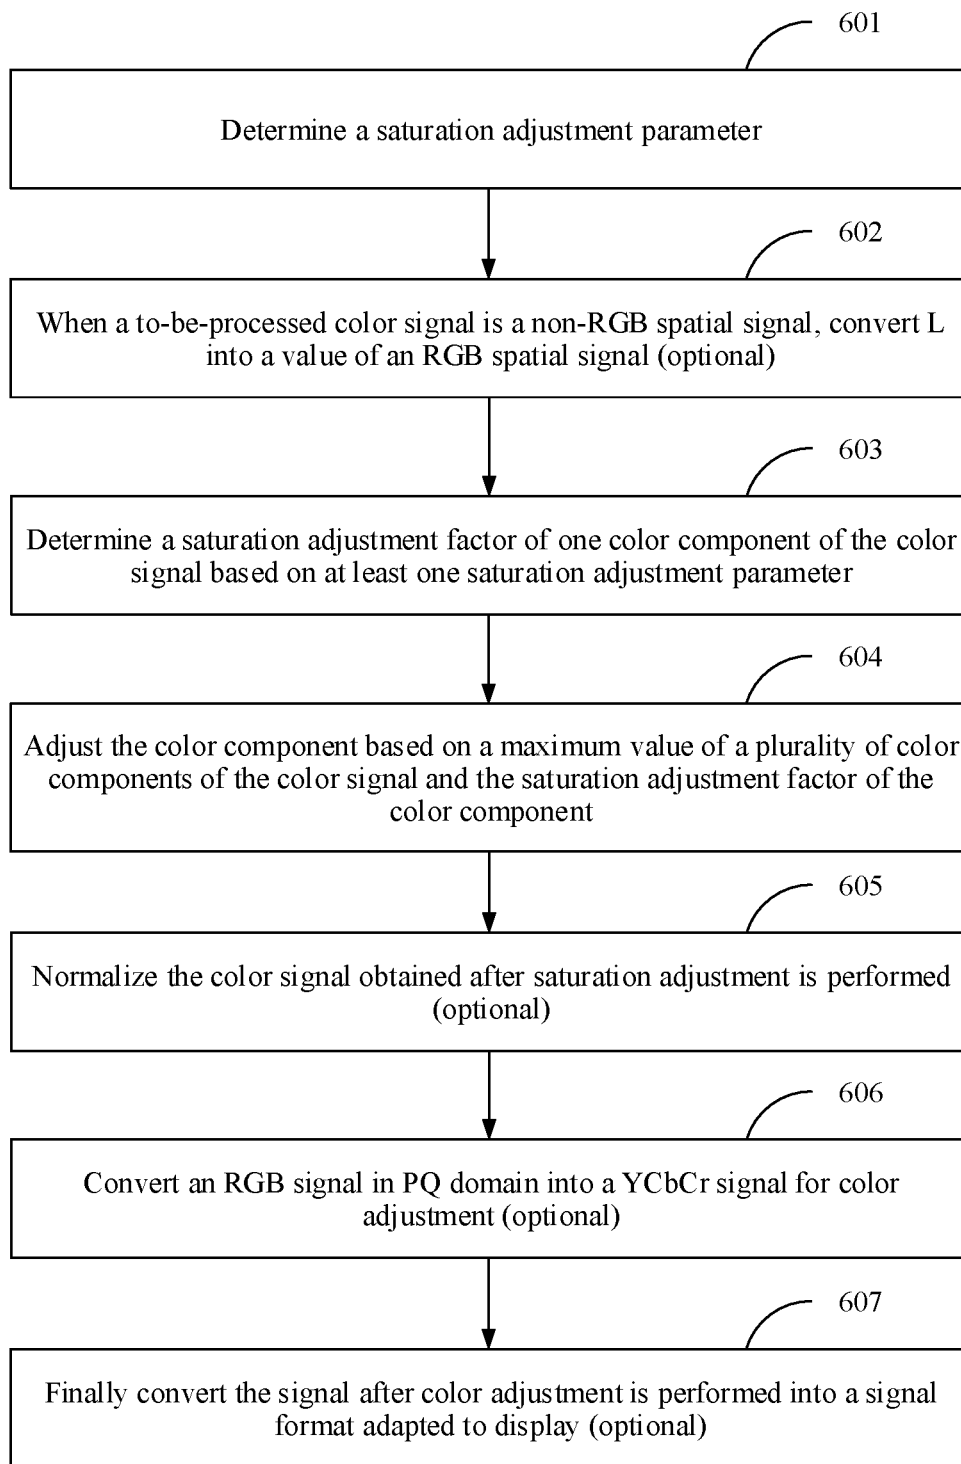 601
Determine a saturation adjustment parameter
602
When a to-be-processed color signal is a non-RGB spatial signal, convert L
into a value of an RGB spatial signal (optional)
603
Determine a saturation adjustment factor of one color component of the color
signal based on at least one saturation adjustment parameter
604
Adjust the color component based on a maximum value of a plurality of color
components of the color signal and the saturation adjustment factor of the
color component
605
Normalize the color signal obtained after saturation adjustment is performed
(optional)
606
Convert an RGB signal in PQ domain into a YCbCr signal for color
adjustment (optional)
607
Finally convert the signal after color adjustment is performed into a signal
format adapted to display (optional)